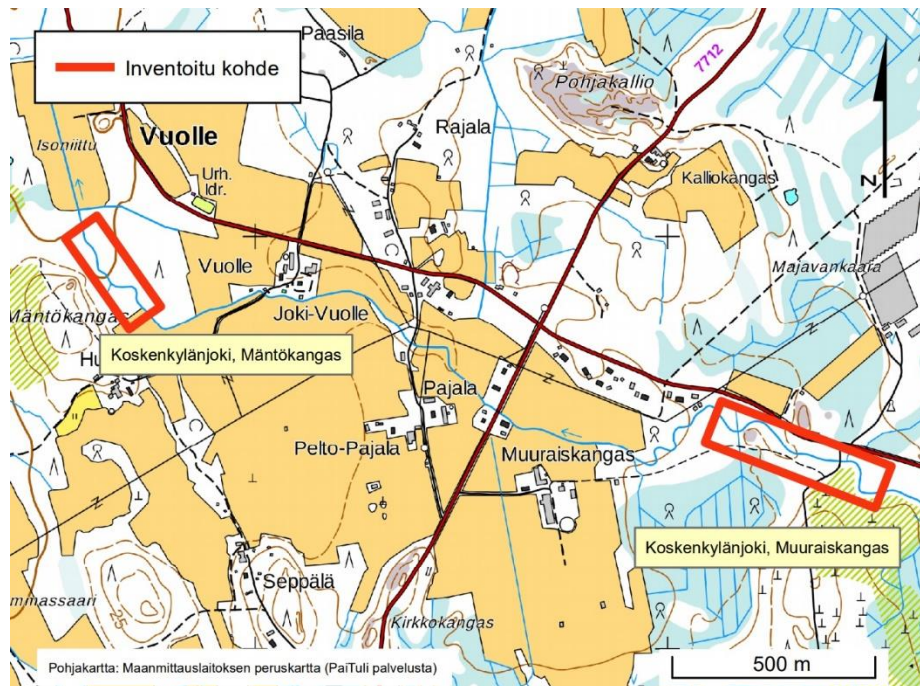 Paasila
Inventoitu kohde
Vuolle
Isoniittu
Urh.
ldr.
Rajala
Pohjakallio
7712
Kalliokangas
N
Majavankaara
Vuolle
Joki-Vuolle
Mäntökangas
Hu
Koskenkylänjoki, Mäntökangas
Pajala
Pelto-Pajala
Muuraiskangas
Koskenkylänjoki, Muuraiskangas
Seppälä
mmassaari
Kirkkokangas
Pohjakartta: Maanmittauslaitoksen peruskartta (PaiTuli palvelusta)
500 m